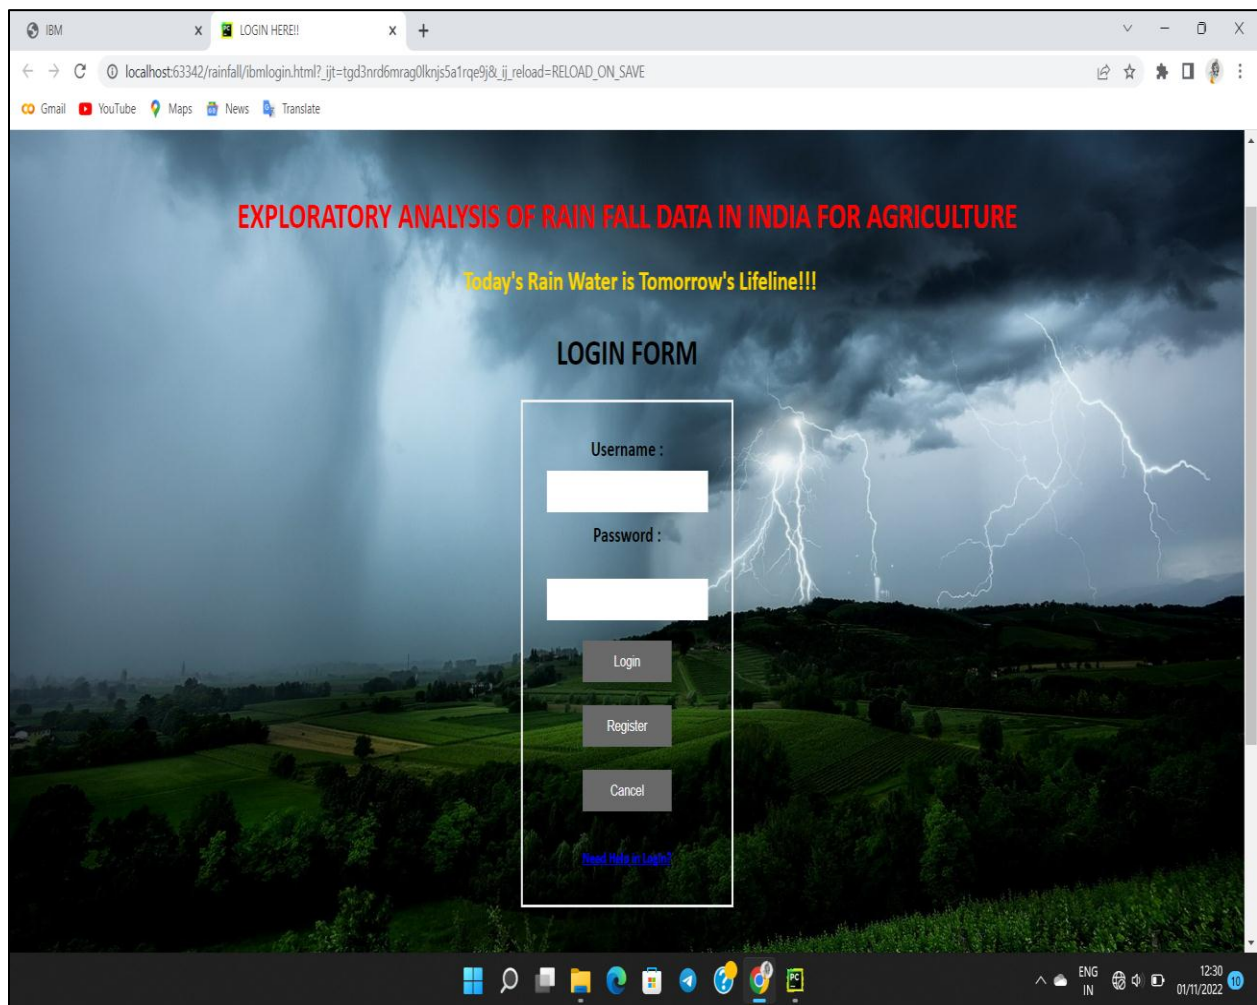 IBM
LOGIN HERE!!
localhost:63342/rainfall/ibmlogin.html?_ijt=tgd3nrd6mrag0lknjs5a1rqe9j&_ij_reload=RELOAD_ON_SAVE
Gmail YouTube Maps News Translate
EXPLORATORY ANALYSIS OF RAIN FALL DATA IN INDIA FOR AGRICULTURE
Today's Rain Water is Tomorrow's Lifeline!!!
LOGIN FORM
Username :
Password :
Login
Register
Cancel
Need Help in Login?
PC
ENG
IN
12:30
01/11/2022
10